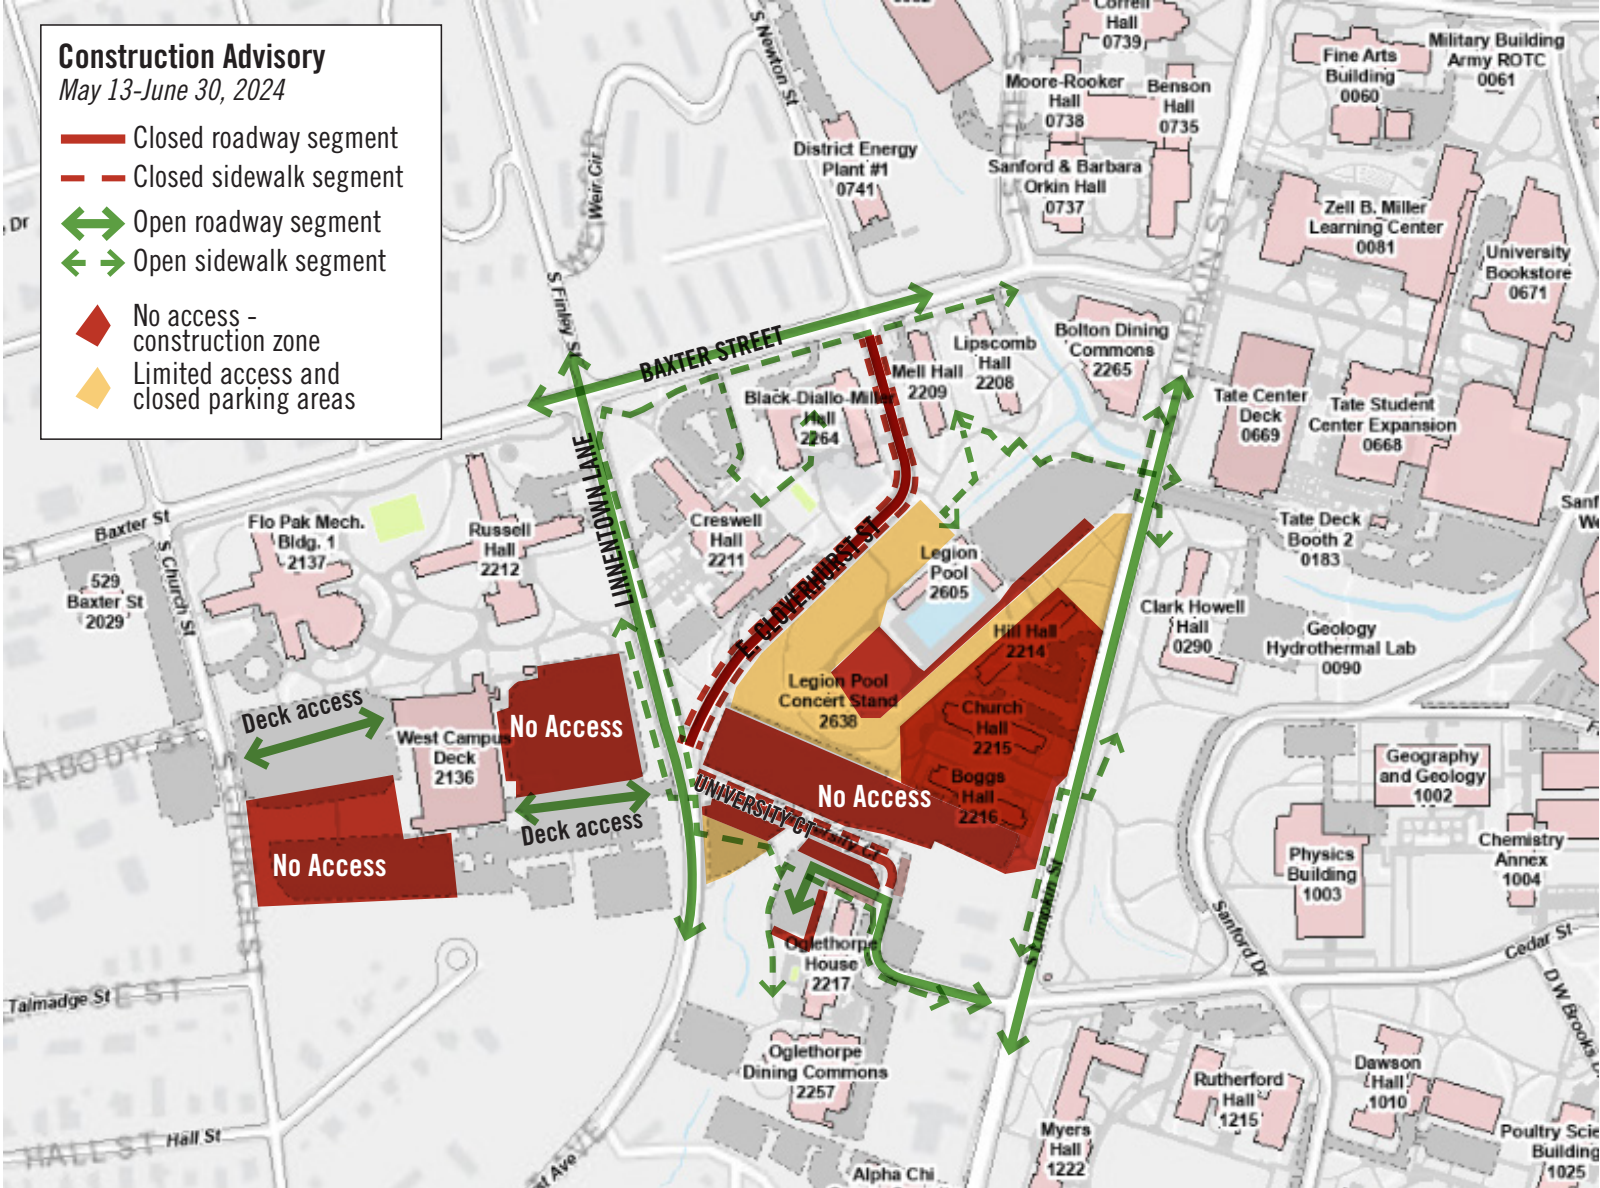 Construction Advisory
May 13-June 30, 2024
Closed roadway segment
Closed sidewalk segment
Open roadway segment
Open sidewalk segment
No access -
construction zone
Limited access and
closed parking areas
Dr
S Newton St
Weir Cir
S Finley St
Correll
Hall
0739
Moore-Rooker
Hall
0738
Benson
Hall
0735
Sanford & Barbara
Orkin Hall
0737
District Energy
Plant #1
0741
Fine Arts
Building
0060
Military Building
Army ROTC
0061
Zell B. Miller
Learning Center
0081
University
Bookstore
0671
BAXTER STREET
Black-Diallo-Miller
Hall
2264
Mell Hall
2209
Lipscomb
Hall
2208
Bolton Dining
Commons
2265
Tate Center
Deck
0669
Tate Student
Center Expansion
0668
LINNENTOWN LANE
Baxter St
S Church St
529
Baxter St
2029
Flo Pak Mech.
Bldg. 1
2137
Russell
Hall
2212
Creswell
Hall
2211
E. CLOVERHURST ST
Legion
Pool
2605
Tate Deck
Booth 2
0183
Clark Howell
Hall
0290
Geology
Hydrothermal Lab
0090
Hill Hall
2214
Legion Pool
Concert Stand
2638
Church
Hall
2215
Boggs
Hall
2216
Deck access
West Campus
Deck
2136
No Access
No Access
Deck access
No Access
UNIVERSITY CT
PEABODY ST
S CHURCH ST
Geography
and Geology
1002
Chemistry
Annex
1004
Physics
Building
1003
S Lumpkin St
Sanford Dr
Cedar St
D W Brooks
Oglethorpe
House
2217
Talmadge St
Oglethorpe
Dining Commons
2257
Rutherford
Hall
1215
Dawson
Hall
1010
Myers
Hall
1222
Poultry Scie
Building
1025
HALL ST
Hall St
st Ave
Alpha Chi